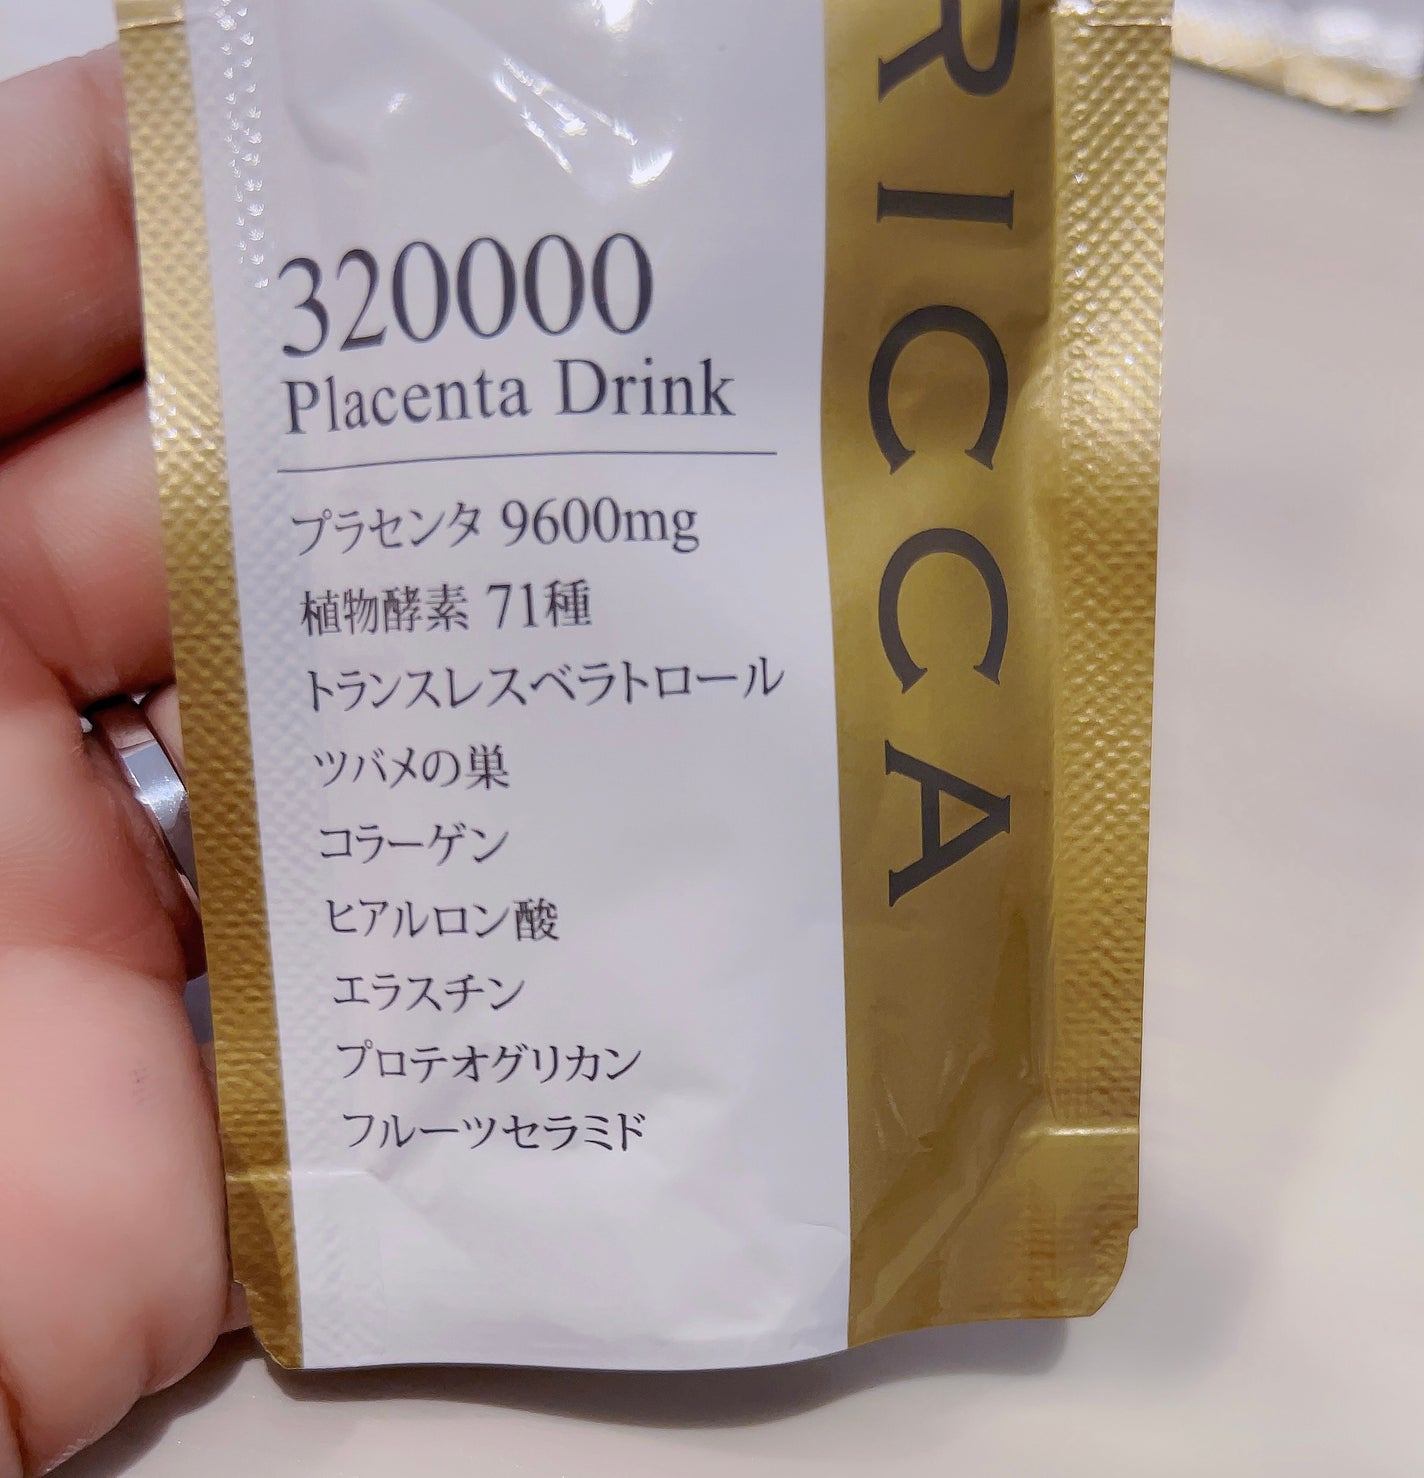 320000
Placenta Drink
プラセンタ 9600mg
植物酵素 71種
トランスレスベラトロール
ツバメの巣
コラーゲン
ヒアルロン酸
エラスチン
プロテオグリカン
フルーツセラミド
RICCA